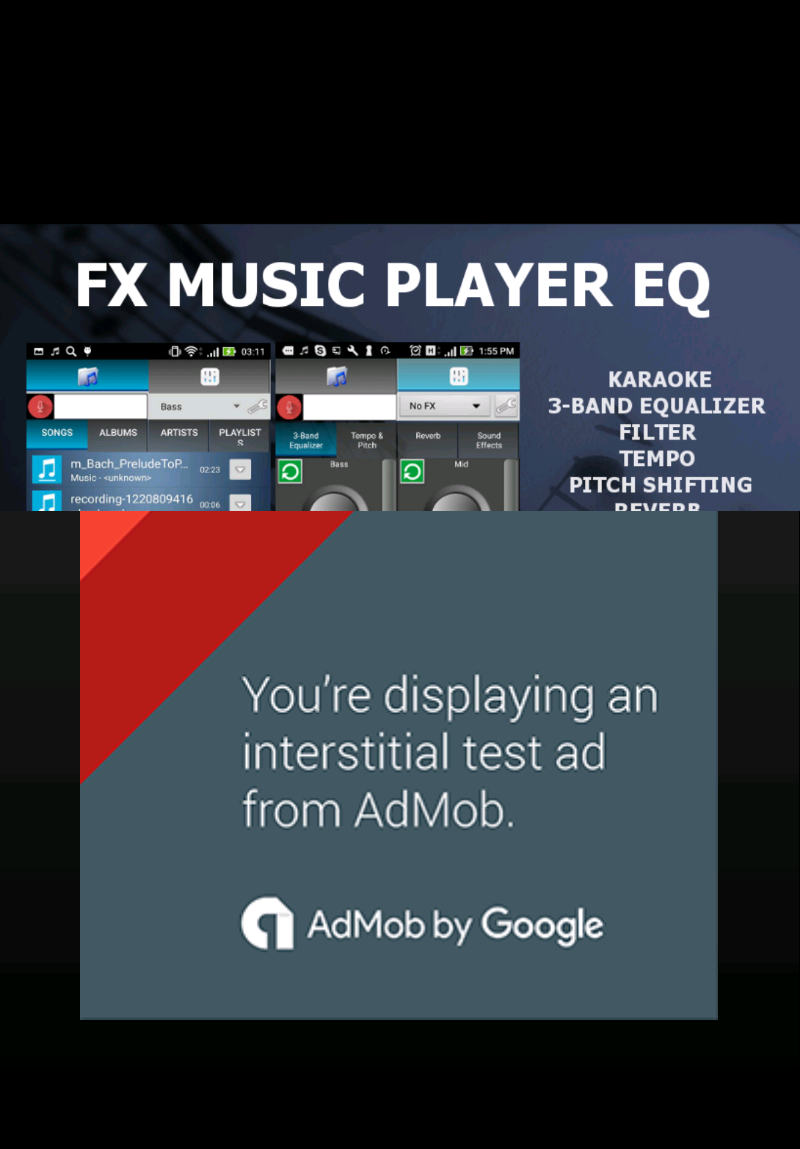 FX MUSIC PLAYER EQ
03:11
1:55 PM
Bass
No FX
SONGS
ALBUMS
ARTISTS
PLAYLIST
S
3-Band
Equalizer
Tempo &
Pitch
Reverb
Sound
Effects
m_Bach_PreludeToP...
Music - <unknown>
02:23
recording-1220809416
00:06
Bass
Mid
KARAOKE
3-BAND EQUALIZER
FILTER
TEMPO
PITCH SHIFTING
REVERB
You're displaying an
interstitial test ad
from AdMob.
AdMob by Google